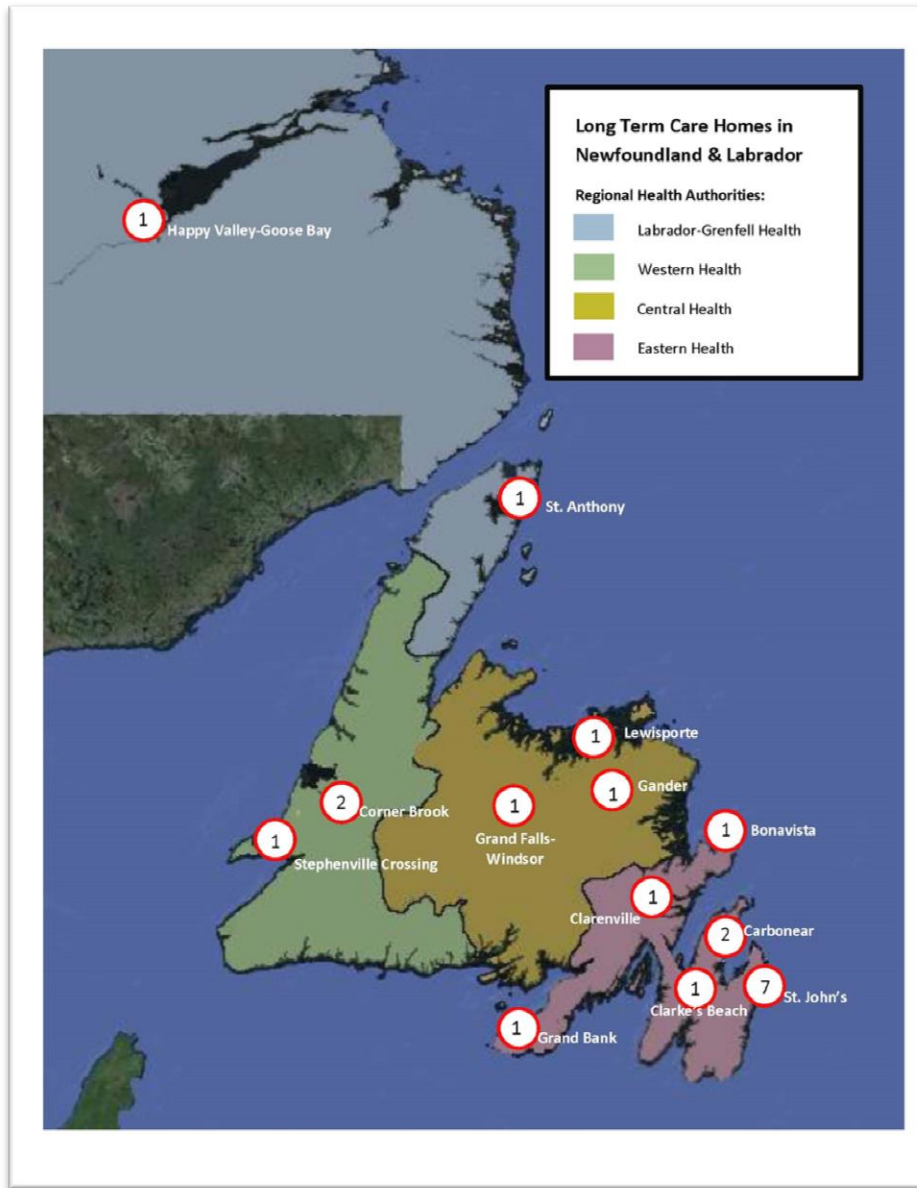 Long Term Care Homes in
Newfoundland & Labrador
Regional Health Authorities:
Labrador-Grenfell Health
Western Health
Central Health
Eastern Health
1
Happy Valley-Goose Bay
1
St. Anthony
1
Lewisporte
1
Gander
2
Corner Brook
1
Grand Falls-
Windsor
1
Stephenville Crossing
1
Bonavista
1
Clarenville
2
Carbonear
1
Clarke's Beach
7
St. John's
1
Grand Bank